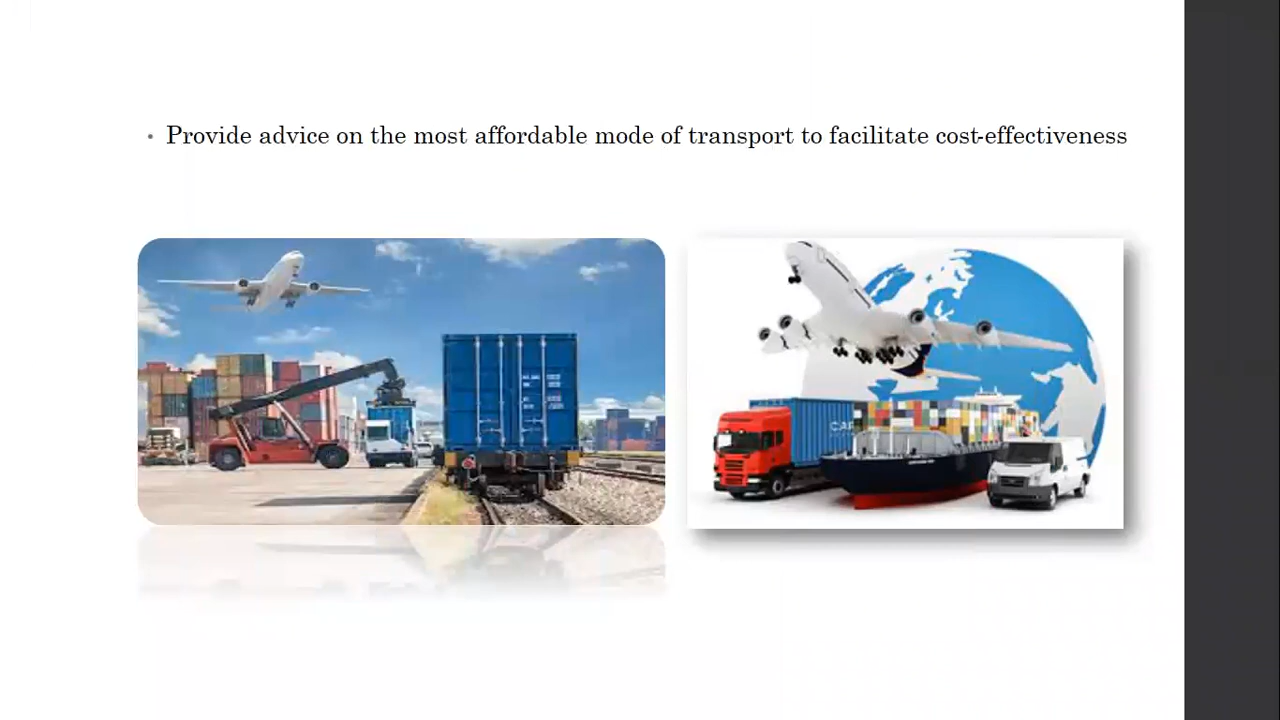 • Provide advice on the most affordable mode of transport to facilitate cost-effectiveness